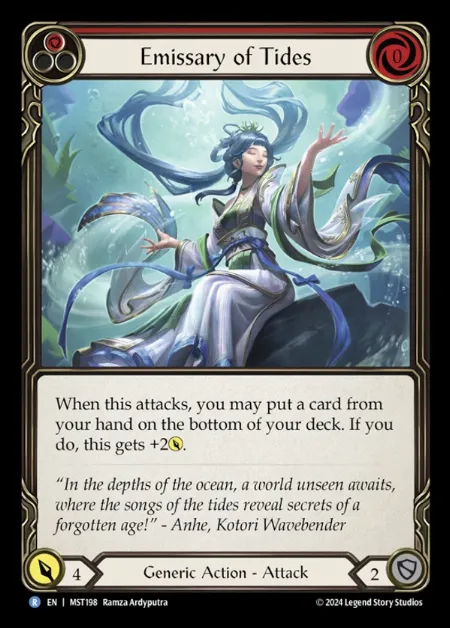 Emissary of Tides
0
When this attacks, you may put a card from
your hand on the bottom of your deck. If you
do, this gets +2.
“In the depths of the ocean, a world unseen awaits,
where the songs of the tides reveal secrets of a
forgotten age!” - Anhe, Kotori Wavebender
4
Generic Action - Attack
2
R EN | MST198 Ramza Ardyputra
© 2024 Legend Story Studios